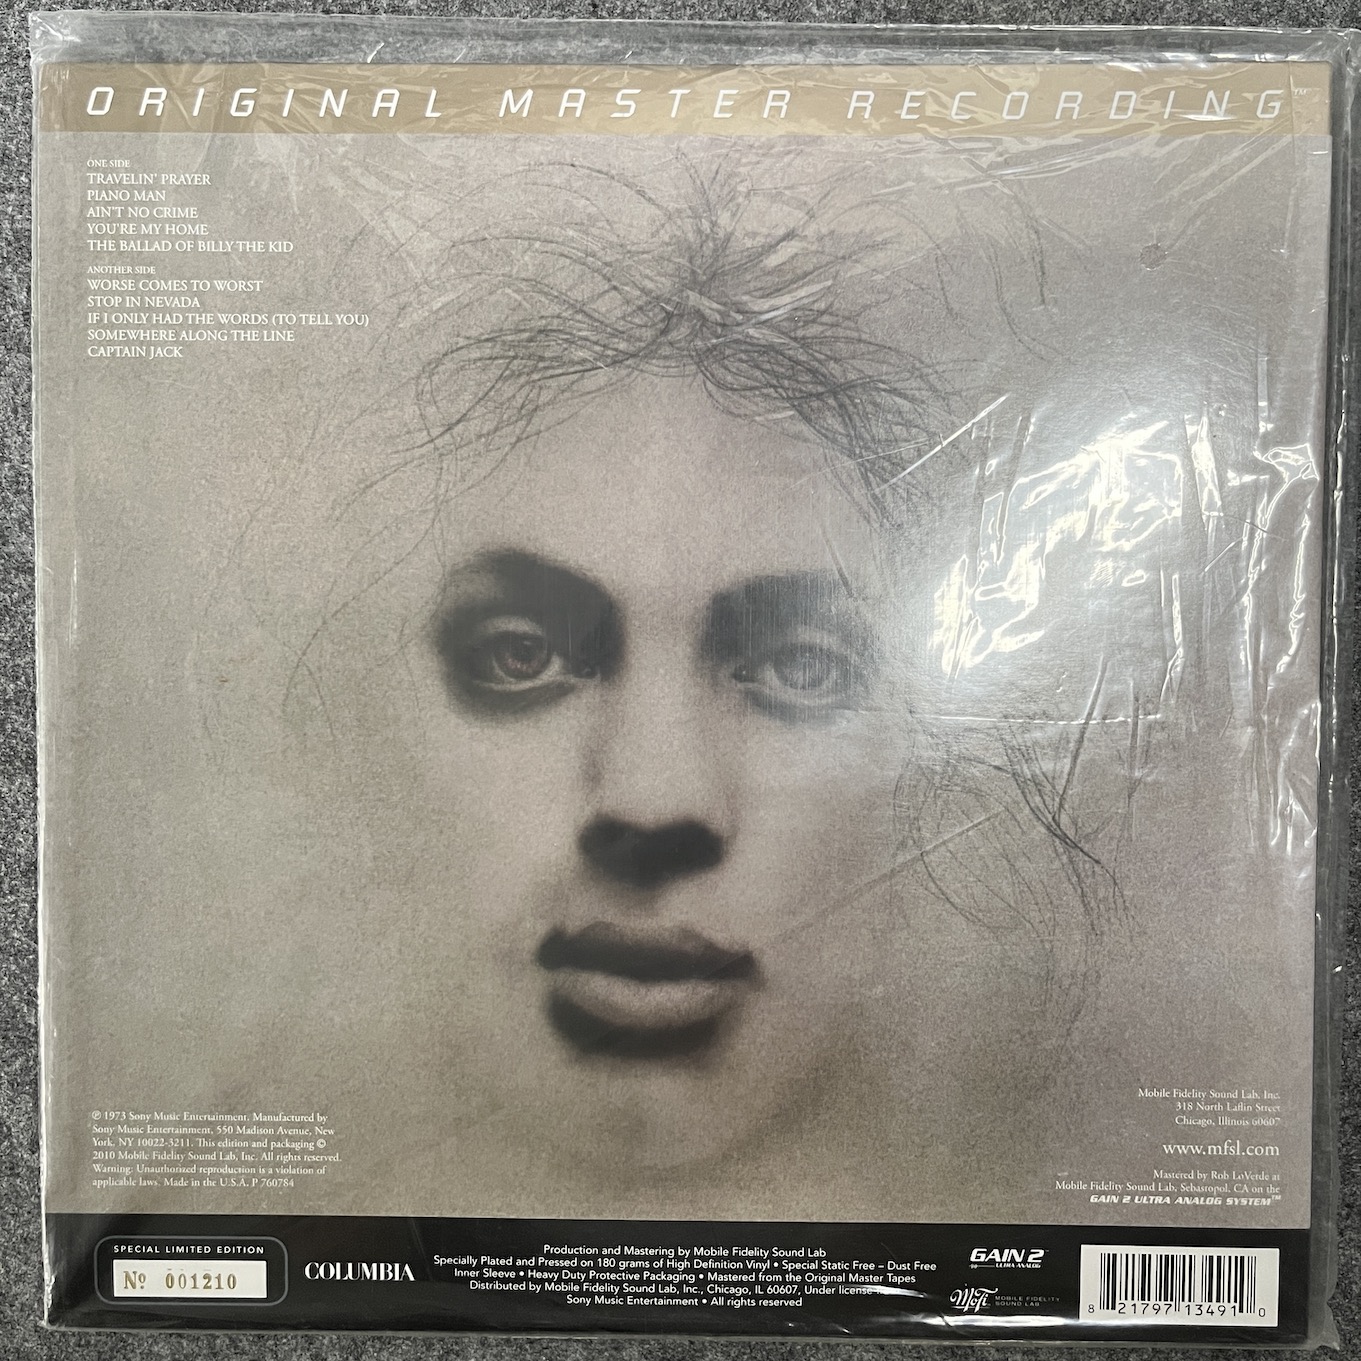 ORIGINAL MASTER RECORDING™
ONE SIDE
TRAVELIN' PRAYER
PIANO MAN
AIN'T NO CRIME
YOU'RE MY HOME
THE BALLAD OF BILLY THE KID
ANOTHER SIDE
WORSE COMES TO WORST
STOP IN NEVADA
IF I ONLY HAD THE WORDS (TO TELL YOU)
SOMEWHERE ALONG THE LINE
CAPTAIN JACK
℗ 1973 Sony Music Entertainment. Manufactured by
Sony Music Entertainment, 550 Madison Avenue, New
York, NY 10022-3211. This edition and packaging ©
2010 Mobile Fidelity Sound Lab, Inc. All rights reserved.
Warning: Unauthorized reproduction is a violation of
applicable laws. Made in the U.S.A. P 760784
Mobile Fidelity Sound Lab, Inc.
318 North Laflin Street
Chicago, Illinois 60607
www.mfsl.com
Mastered by Rob LoVerde at
Mobile Fidelity Sound Lab, Sebastopol, CA on the
GAIN 2 ULTRA ANALOG SYSTEM™
SPECIAL LIMITED EDITION
Nº 001210
COLUMBIA
Production and Mastering by Mobile Fidelity Sound Lab
Specially Plated and Pressed on 180 grams of High Definition Vinyl • Special Static Free – Dust Free
Inner Sleeve • Heavy Duty Protective Packaging • Mastered from the Original Master Tapes
Distributed by Mobile Fidelity Sound Lab, Inc., Chicago, IL 60607, Under license
Sony Music Entertainment • All rights reserved
GAIN 2™
ULTRA ANALOG
MoFi MOBILE FIDELITY
SOUND LAB
8 21797 13491 0